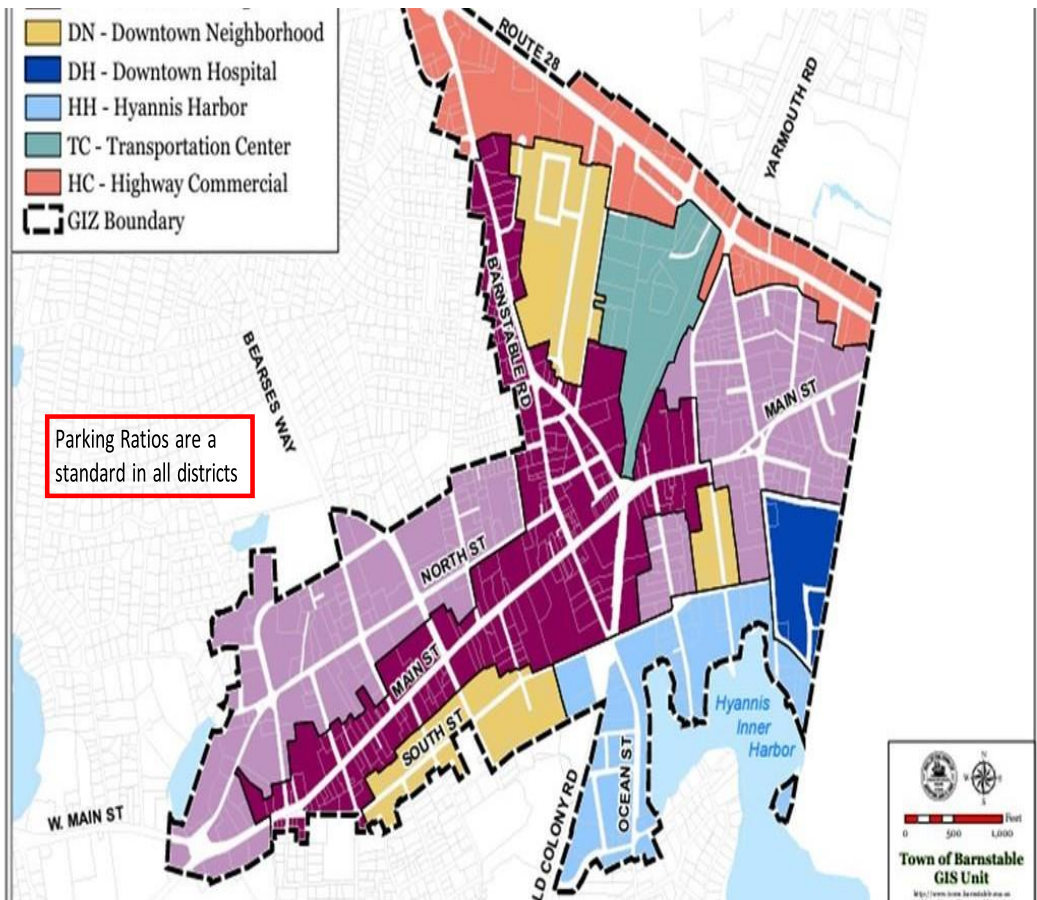 DN - Downtown Neighborhood
DH - Downtown Hospital
HH - Hyannis Harbor
TC - Transportation Center
HC - Highway Commercial
GIZ Boundary
ROUTE 28
YARMOUTH RD
BARNSTABLE RD
BEARSES WAY
MAIN ST
Parking Ratios are a
standard in all districts
NORTH ST
MAIN ST
SOUTH ST
Hyannis
Inner
Harbor
OCEAN ST
LD COLONY RD
W. MAIN ST
N
S
Feet
0 500 1,000
Town of Barnstable
GIS Unit